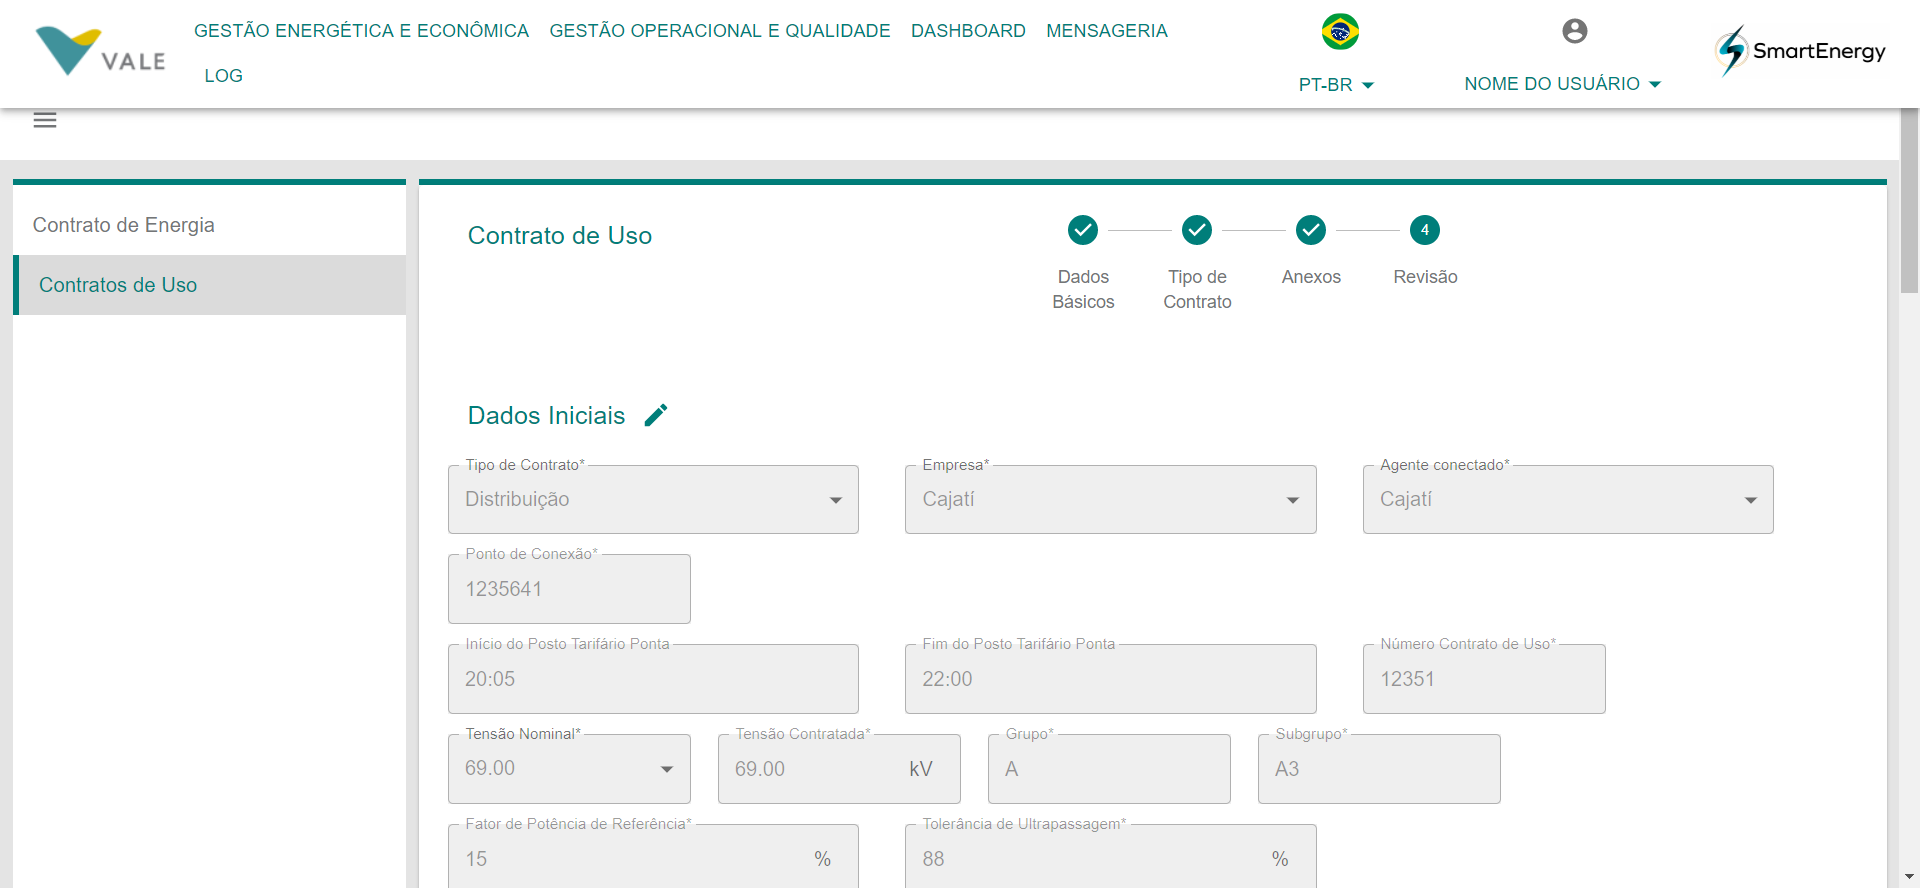 VALE
GESTÃO ENERGÉTICA E ECONÔMICA GESTÃO OPERACIONAL E QUALIDADE DASHBOARD MENSAGERIA
LOG
PT-BR
NOME DO USUÁRIO
SmartEnergy
Contrato de Energia
Contratos de Uso
Contrato de Uso
4
Dados
Básicos
Tipo de
Contrato
Anexos
Revisão
Dados Iniciais
Tipo de Contrato*
Distribuição
Empresa*
Cajatí
Agente conectado*
Cajatí
Ponto de Conexão*
1235641
Início do Posto Tarifário Ponta
20:05
Fim do Posto Tarifário Ponta
22:00
Número Contrato de Uso*
12351
Tensão Nominal*
69.00
Tensão Contratada*
69.00 kV
Grupo*
A
Subgrupo*
A3
Fator de Potência de Referência*
15 %
Tolerância de Ultrapassagem*
88 %